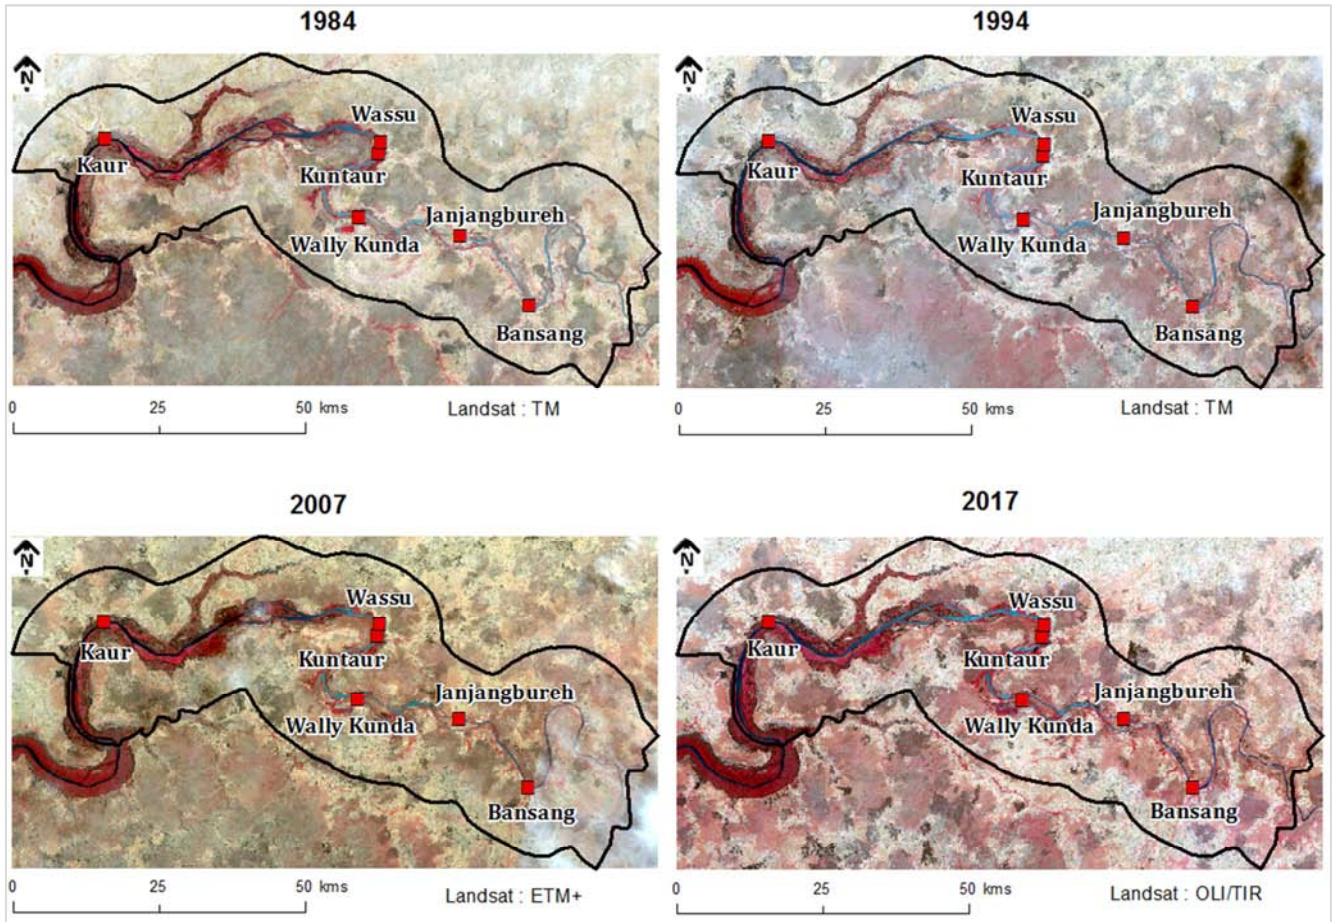 1984
1994
N
Wassu
Kaur
Kuntaur
Janjangbureh
Wally Kunda
Bansang
0 25 50 kms
Landsat : TM
N
Wassu
Kaur
Kuntaur
Janjangbureh
Wally Kunda
Bansang
0 25 50 kms
Landsat : TM
2007
2017
N
Wassu
Kaur
Kuntaur
Janjangbureh
Wally Kunda
Bansang
0 25 50 kms
Landsat : ETM+
N
Wassu
Kaur
Kuntaur
Janjangbureh
Wally Kunda
Bansang
0 25 50 kms
Landsat : OLI/TIR